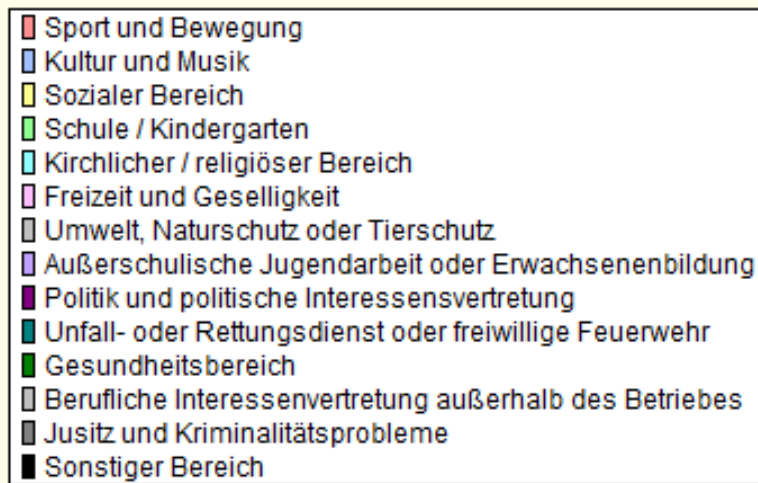 Sport und Bewegung
Kultur und Musik
Sozialer Bereich
Schule / Kindergarten
Kirchlicher / religiöser Bereich
Freizeit und Geselligkeit
Umwelt, Naturschutz oder Tierschutz
Außerschulische Jugendarbeit oder Erwachsenenbildung
Politik und politische Interessensvertretung
Unfall- oder Rettungsdienst oder freiwillige Feuerwehr
Gesundheitsbereich
Berufliche Interessenvertretung außerhalb des Betriebes
Jusitz und Kriminalitätsprobleme
Sonstiger Bereich